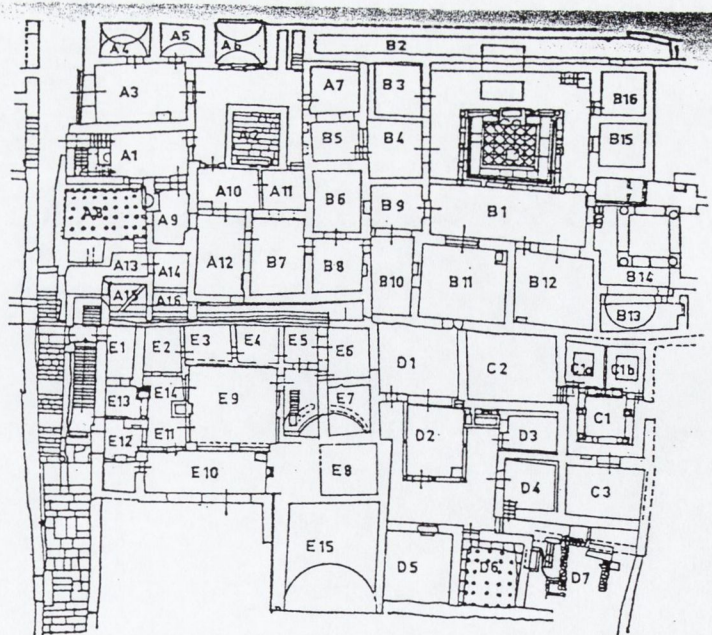 A4 A5 A6 B2
A3 A7 B3 B16
A2 B5 B4 B15
A1
A10 A11 B6 B9 B1
A8 A9
A13 A14 A12 B7 B8 B10 B11 B12 B14
A15 A16 B13
E1 E2 E3 E4 E5 E6 D1 C2 C1a C1b
E13 E14 E9 E7 C1
E12 E11 D2 D3
E10 E8 D4 C3
E15 D5 D6 D7